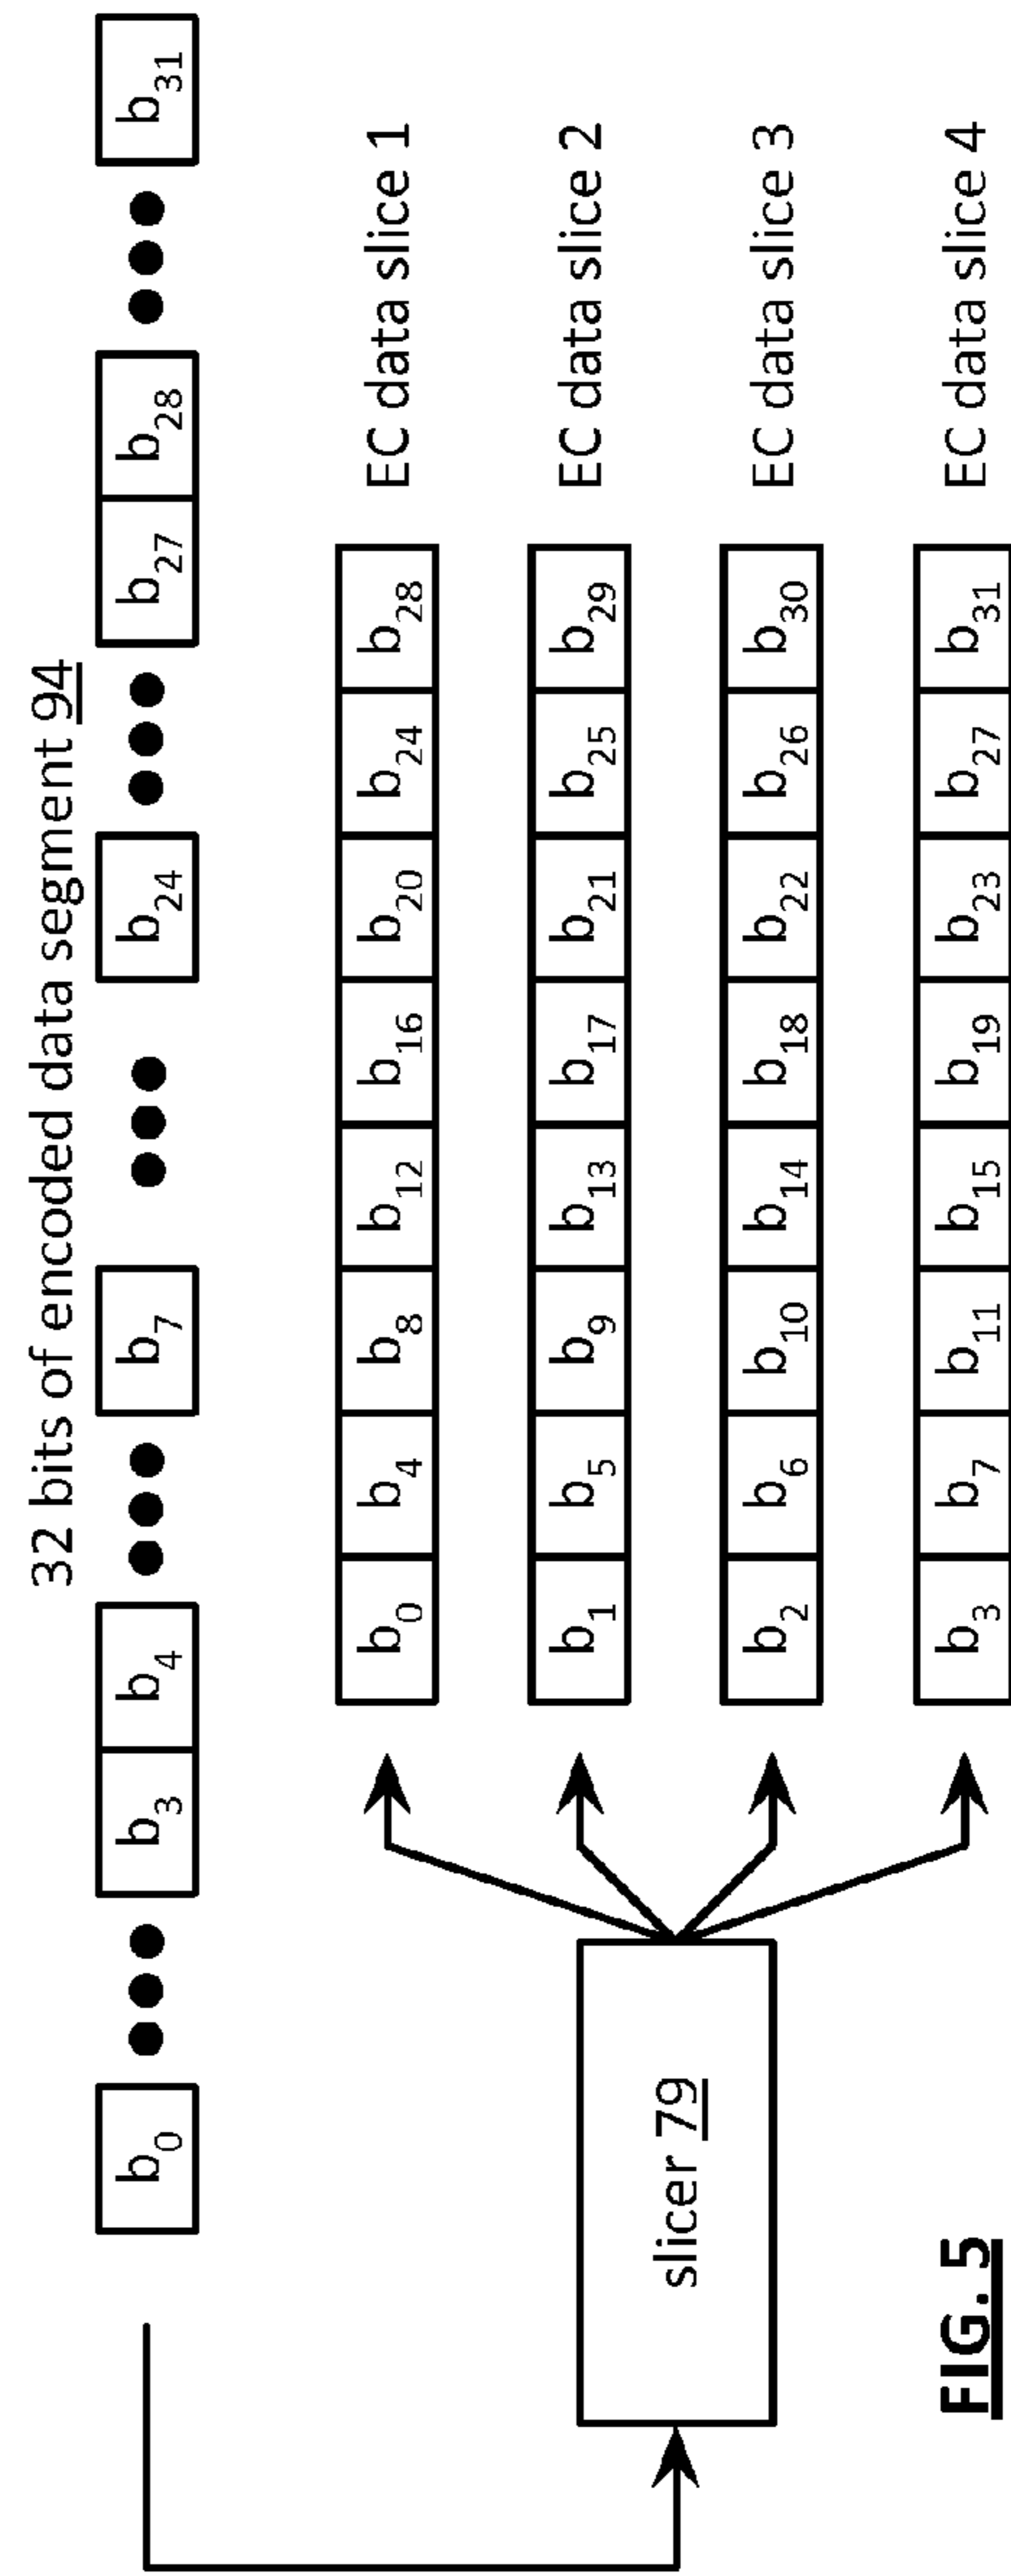 32 bits of encoded data segment 94
b0 ●●● b3 b4 ●●● b7 ●●● b24 ●●● b27 b28 ●●● b31
b0 b4 b8 b12 b16 b20 b24 b28 EC data slice 1
b1 b5 b9 b13 b17 b21 b25 b29 EC data slice 2
slicer 79
b2 b6 b10 b14 b18 b22 b26 b30 EC data slice 3
b3 b7 b11 b15 b19 b23 b27 b31 EC data slice 4
FIG. 5